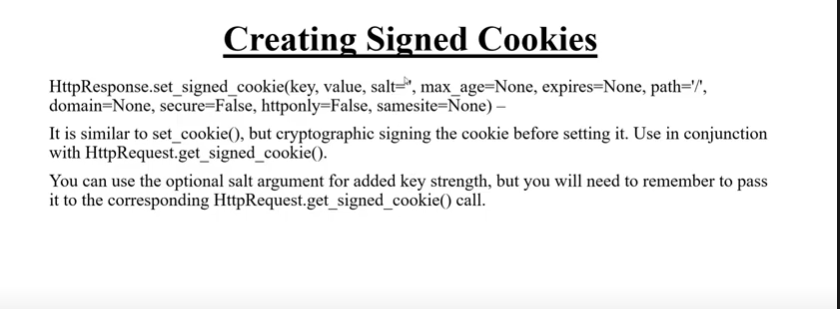 Creating Signed Cookies
HttpResponse.set_signed_cookie(key, value, salt='', max_age=None, expires=None, path='/',
domain=None, secure=False, httponly=False, samesite=None) –
It is similar to set_cookie(), but cryptographic signing the cookie before setting it. Use in conjunction
with HttpRequest.get_signed_cookie().
You can use the optional salt argument for added key strength, but you will need to remember to pass
it to the corresponding HttpRequest.get_signed_cookie() call.